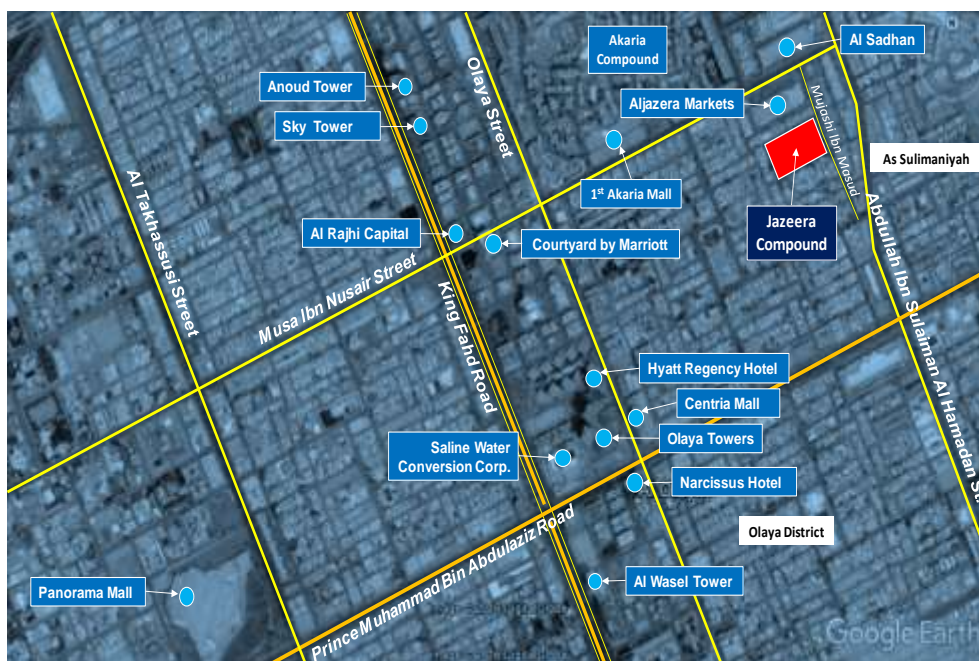 Akaria
Compound
Al Sadhan
Anoud Tower
Olaya Street
Aljazera Markets
Mujashi Ibn Masud
Sky Tower
As Sulimaniyah
1st Akaria Mall
Al Takhassusi Street
Al Rajhi Capital
Courtyard by Marriott
Jazeera
Compound
Abdullah Ibn Sulaiman Al Hamadan St
Musa Ibn Nusair Street
King Fahd Road
Hyatt Regency Hotel
Centria Mall
Olaya Towers
Saline Water
Conversion Corp.
Narcissus Hotel
Olaya District
Prince Muhammad Bin Abdulaziz Road
Al Wasel Tower
Panorama Mall
Google Earth